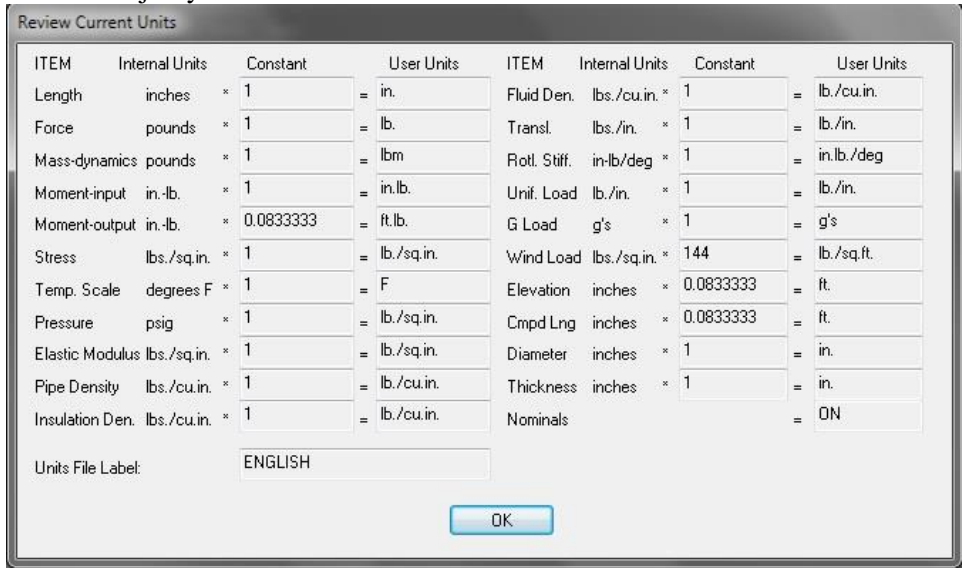 Review Current Units
ITEM Internal Units Constant User Units ITEM Internal Units Constant User Units
Length inches * 1 = in. Fluid Den. lbs./cu.in. * 1 = lb./cu.in.
Force pounds * 1 = lb. Transl. lbs./in. * 1 = lb./in.
Mass-dynamics pounds * 1 = lbm Rotl. Stiff. in-lb/deg * 1 = in.lb./deg
Moment-input in.-lb. * 1 = in.lb. Unif. Load lb./in. * 1 = lb./in.
Moment-output in.-lb. * 0.0833333 = ft.lb. G Load g's * 1 = g's
Stress lbs./sq.in. * 1 = lb./sq.in. Wind Load lbs./sq.in. * 144 = lb./sq.ft.
Temp. Scale degrees F * 1 = F Elevation inches * 0.0833333 = ft.
Pressure psig * 1 = lb./sq.in. Cmpd Lng inches * 0.0833333 = ft.
Elastic Modulus lbs./sq.in. * 1 = lb./sq.in. Diameter inches * 1 = in.
Pipe Density lbs./cu.in. * 1 = lb./cu.in. Thickness inches * 1 = in.
Insulation Den. lbs./cu.in. * 1 = lb./cu.in. Nominals = ON
Units File Label: ENGLISH
OK